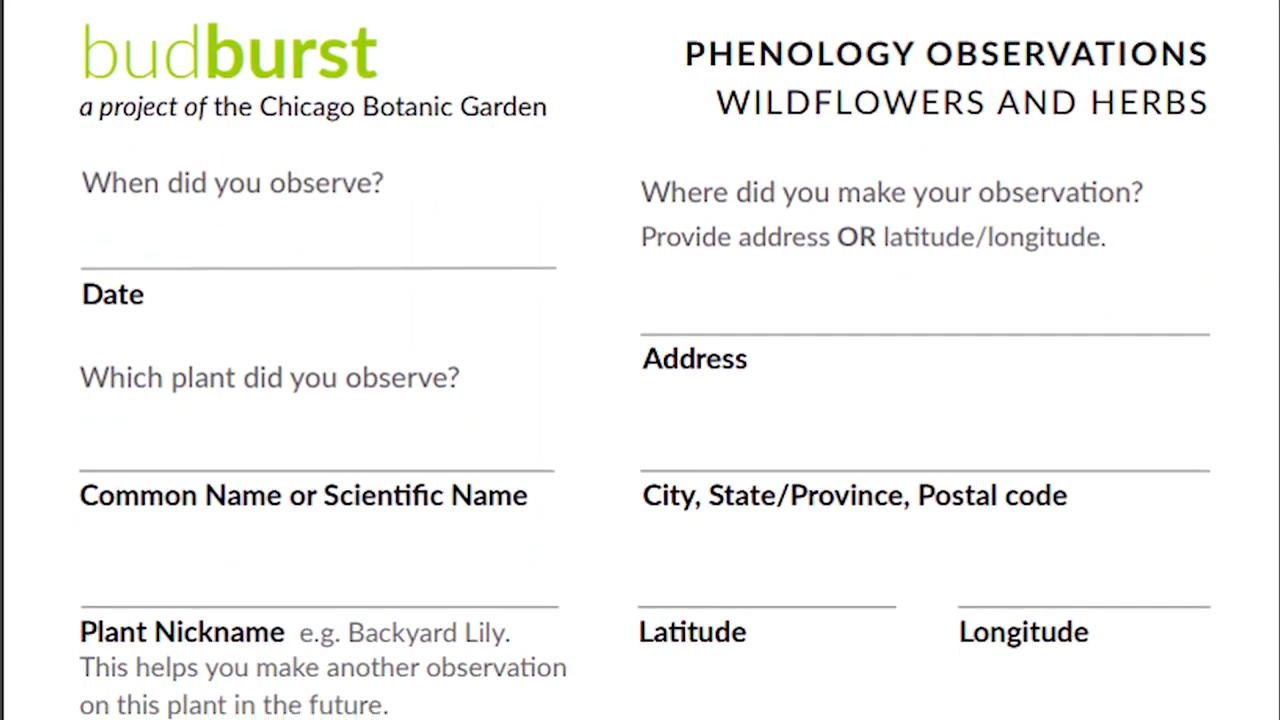 budburst
a project of the Chicago Botanic Garden
PHENOLOGY OBSERVATIONS
WILDFLOWERS AND HERBS
When did you observe?
Date
Which plant did you observe?
Common Name or Scientific Name
Plant Nickname e.g. Backyard Lily.
This helps you make another observation
on this plant in the future.
Where did you make your observation?
Provide address OR latitude/longitude.
Address
City, State/Province, Postal code
Latitude
Longitude